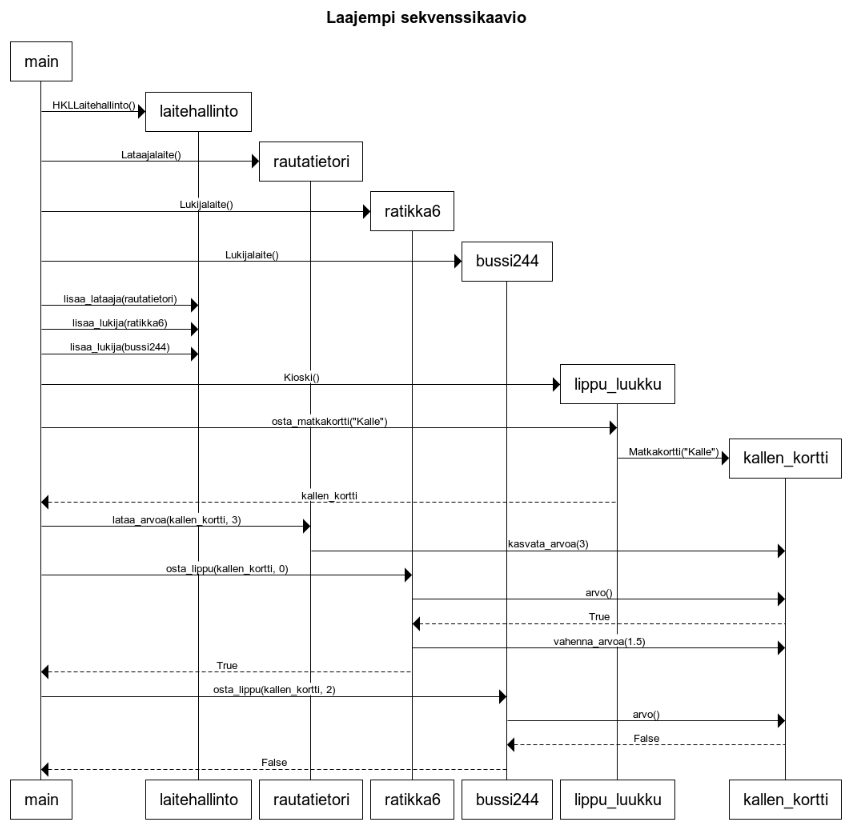 Laajempi sekvenssikaavio
main
HKLLaitehallinto()
laitehallinto
Lataajalaite()
rautatietori
Lukijalaite()
ratikka6
Lukijalaite()
bussi244
lisaa_lataaja(rautatietori)
lisaa_lukija(ratikka6)
lisaa_lukija(bussi244)
Kioski()
lippu_luukku
osta_matkakortti("Kalle")
Matkakortti("Kalle")
kallen_kortti
kallen_kortti
lataa_arvoa(kallen_kortti, 3)
kasvata_arvoa(3)
osta_lippu(kallen_kortti, 0)
arvo()
True
vahenna_arvoa(1.5)
True
osta_lippu(kallen_kortti, 2)
arvo()
False
False
main laitehallinto rautatietori ratikka6 bussi244 lippu_luukku kallen_kortti